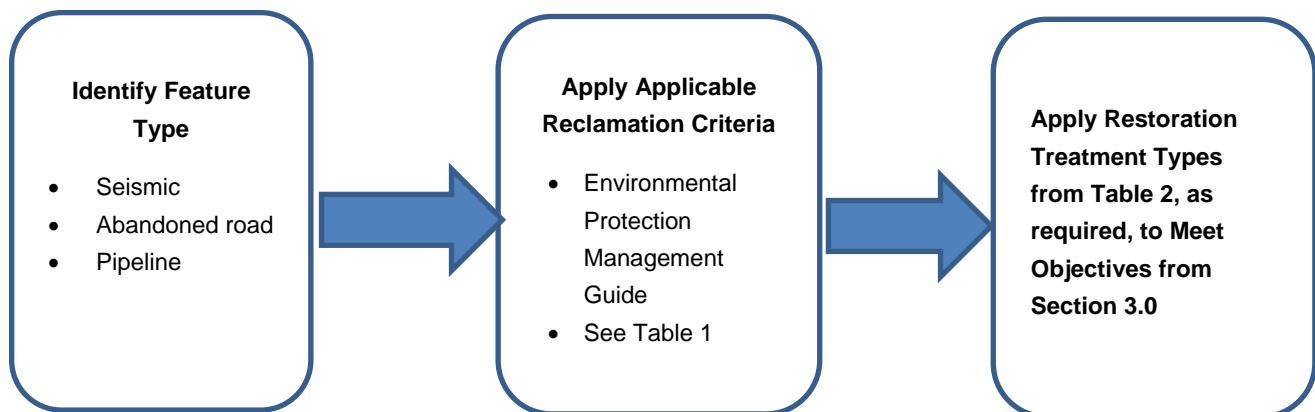 Identify Feature
Type
• Seismic
• Abandoned road
• Pipeline
Apply Applicable
Reclamation Criteria
• Environmental
Protection
Management
Guide
• See Table 1
Apply Restoration
Treatment Types
from Table 2, as
required, to Meet
Objectives from
Section 3.0